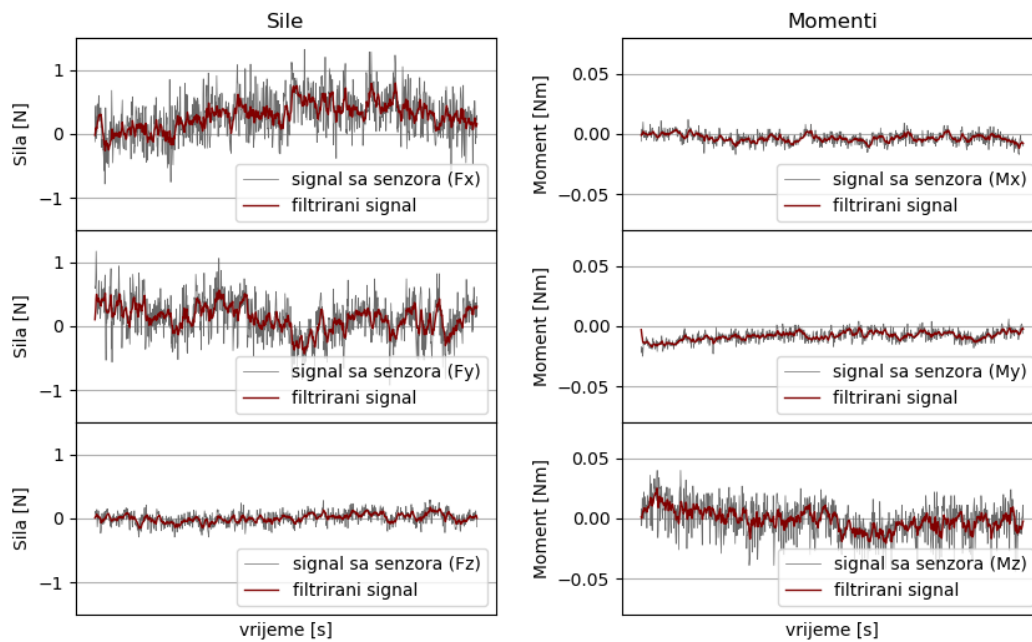 Sile
Sila [N]
1
0
−1
signal sa senzora (Fx)
filtrirani signal
Sila [N]
1
0
−1
signal sa senzora (Fy)
filtrirani signal
Sila [N]
1
0
−1
signal sa senzora (Fz)
filtrirani signal
vrijeme [s]
Momenti
Moment [Nm]
0.05
0.00
−0.05
signal sa senzora (Mx)
filtrirani signal
Moment [Nm]
0.05
0.00
−0.05
signal sa senzora (My)
filtrirani signal
Moment [Nm]
0.05
0.00
−0.05
signal sa senzora (Mz)
filtrirani signal
vrijeme [s]